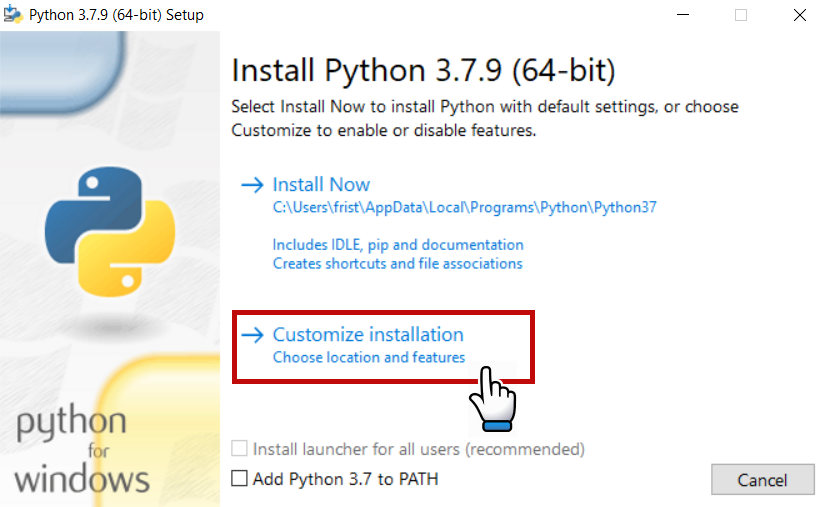 Python 3.7.9 (64-bit) Setup
Install Python 3.7.9 (64-bit)
Select Install Now to install Python with default settings, or choose
Customize to enable or disable features.
Install Now
C:\Users\frist\AppData\Local\Programs\Python\Python37
Includes IDLE, pip and documentation
Creates shortcuts and file associations
Customize installation
Choose location and features
python
for
windows
Install launcher for all users (recommended)
Add Python 3.7 to PATH
Cancel